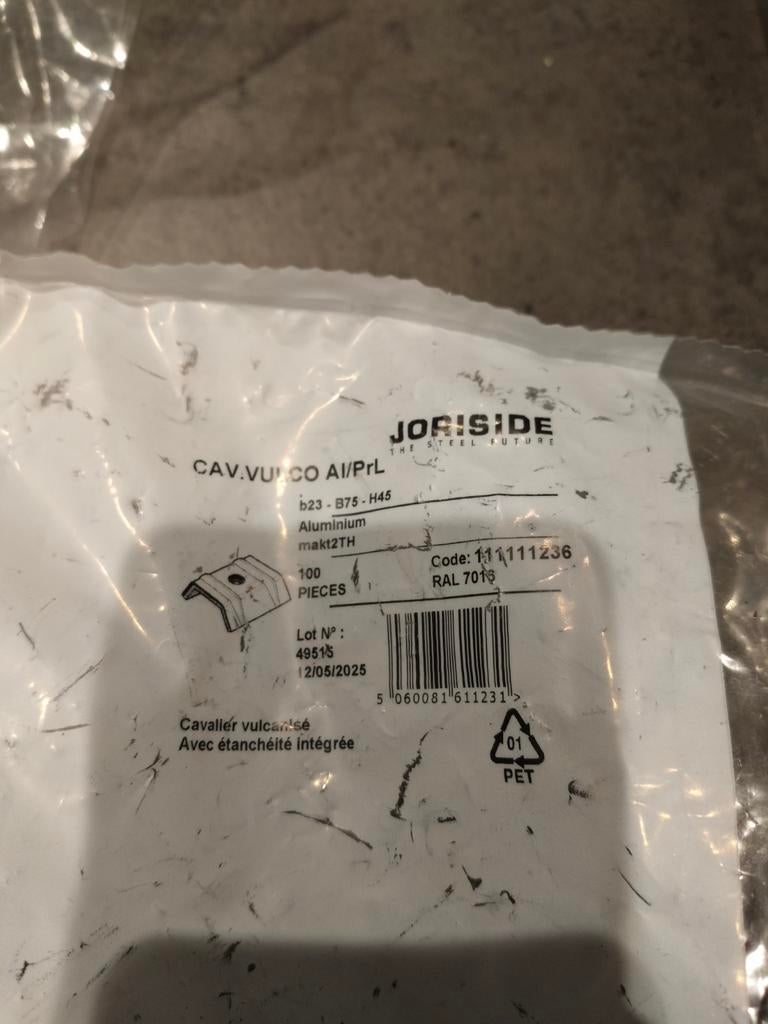 JORISIDE
THE STEEL FUTURE
CAV.VULCO Al/PrL
b23 - B75 - H45
Aluminium
makt2TH
100
PIECES
Code: 111111236
RAL 7016
Lot N° :
49515
12/05/2025
5 060081 611231 >
Cavalier vulcanisé
Avec étanchéité intégrée
01
PET